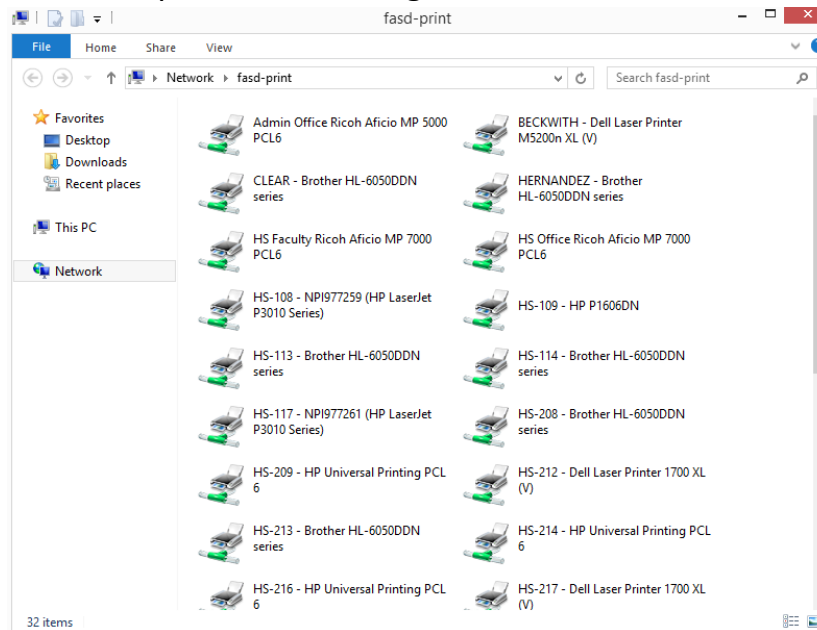 fasd-print
File Home Share View
Network fasd-print
Search fasd-print
Favorites
Desktop
Downloads
Recent places
This PC
Network
Admin Office Ricoh Aficio MP 5000
PCL6
BECKWITH - Dell Laser Printer
M5200n XL (V)
CLEAR - Brother HL-6050DDN
series
HERNANDEZ - Brother
HL-6050DDN series
HS Faculty Ricoh Aficio MP 7000
PCL6
HS Office Ricoh Aficio MP 7000
PCL6
HS-108 - NPI977259 (HP LaserJet
P3010 Series)
HS-109 - HP P1606DN
HS-113 - Brother HL-6050DDN
series
HS-114 - Brother HL-6050DDN
series
HS-117 - NPI977261 (HP LaserJet
P3010 Series)
HS-208 - Brother HL-6050DDN
series
HS-209 - HP Universal Printing PCL
6
HS-212 - Dell Laser Printer 1700 XL
(V)
HS-213 - Brother HL-6050DDN
series
HS-214 - HP Universal Printing PCL
6
HS-216 - HP Universal Printing PCL
6
HS-217 - Dell Laser Printer 1700 XL
(V)
32 items